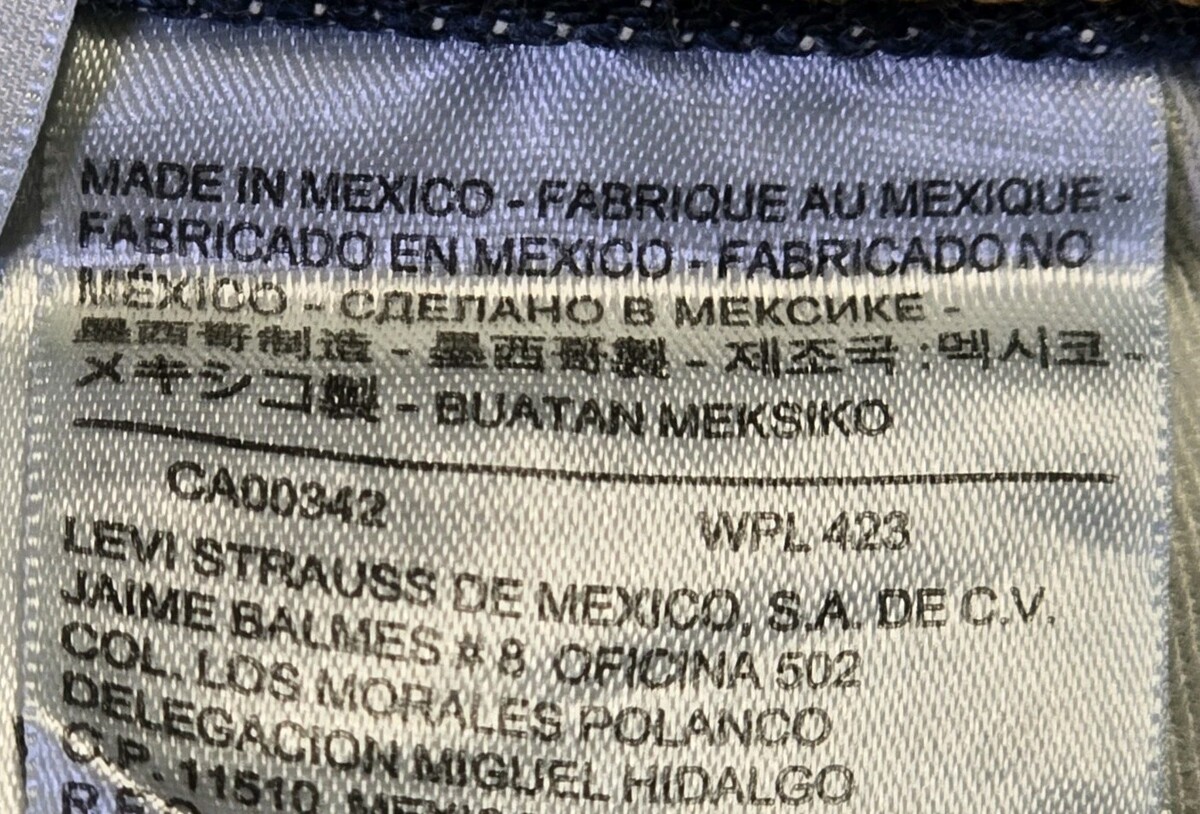 MADE IN MEXICO - FABRIQUE AU MEXIQUE -
FABRICADO EN MEXICO - FABRICADO NO
MÉXICO - СДЕЛАНО В МЕКСИКЕ -
墨西哥制造 - 墨西哥製 - 제조국 : 멕시코 -
メキシコ製 - BUATAN MEKSIKO
CA00342 WPL 423
LEVI STRAUSS DE MEXICO, S.A. DE C.V.
JAIME BALMES # 8 OFICINA 502
COL. LOS MORALES POLANCO
DELEGACION MIGUEL HIDALGO
C.P. 11510